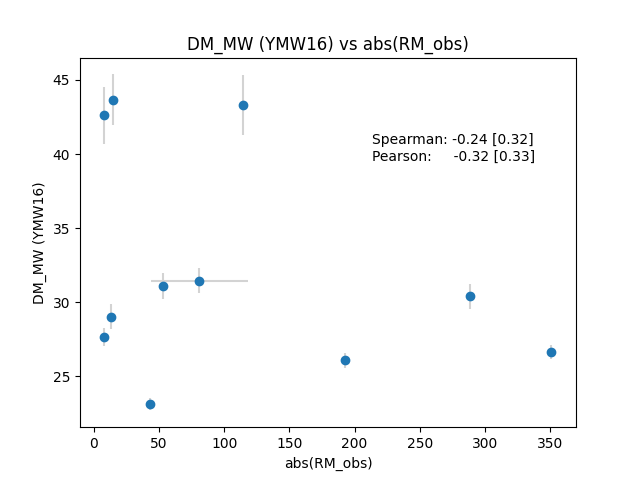 DM_MW (YMW16) vs abs(RM_obs)
45
40
35
30
25
DM_MW (YMW16)
Spearman: -0.24 [0.32]
Pearson: -0.32 [0.33]
0 50 100 150 200 250 300 350
abs(RM_obs)